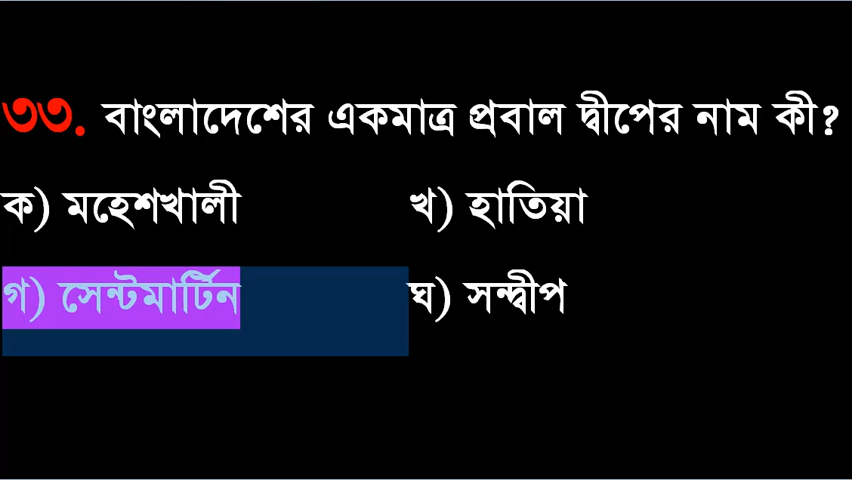 ৩৩. বাংলাদেশের একমাত্র প্রবাল দ্বীপের নাম কী?
ক) মহেশখালী খ) হাতিয়া
গ) সেন্টমার্টিন ঘ) সন্দ্বীপ